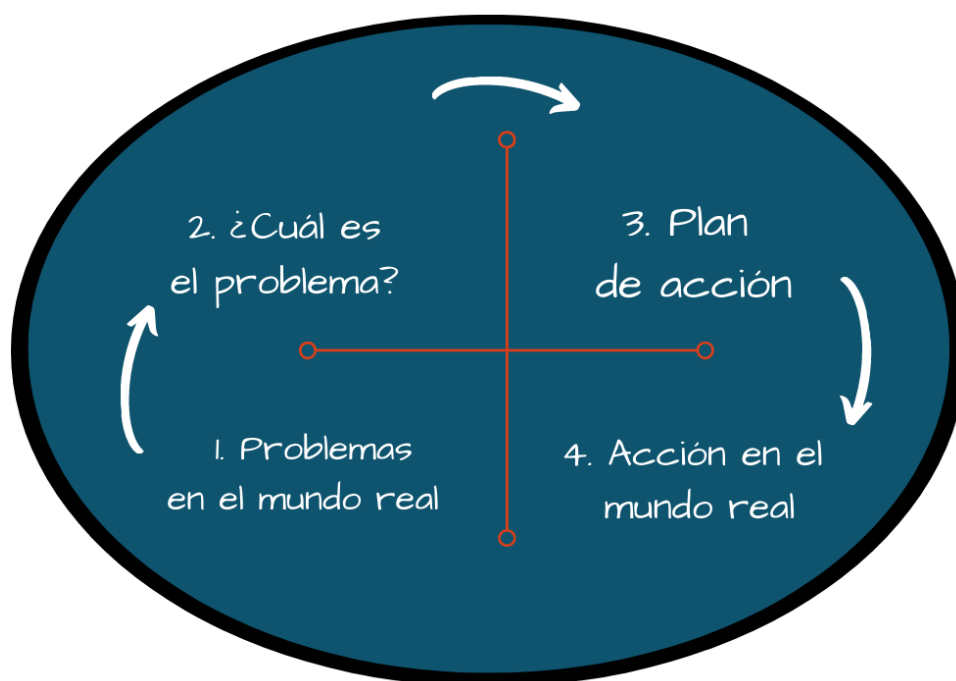 2. ¿Cuál es
el problema?
3. Plan
de acción
1. Problemas
en el mundo real
4. Acción en el
mundo real